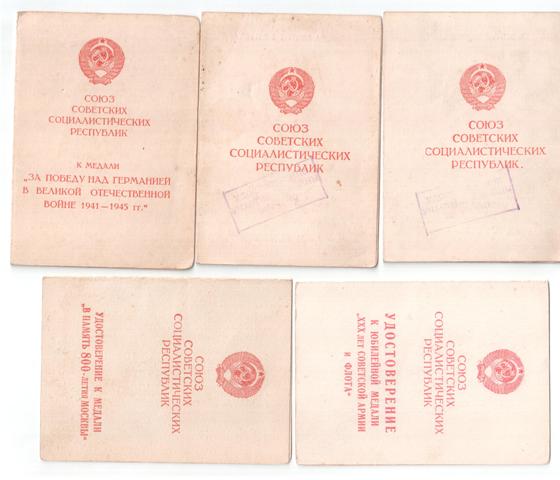 СОЮЗ
СОВЕТСКИХ
СОЦИАЛИСТИЧЕСКИХ
РЕСПУБЛИК
К МЕДАЛИ
„ЗА ПОБЕДУ НАД ГЕРМАНИЕЙ
В ВЕЛИКОЙ ОТЕЧЕСТВЕННОЙ
ВОЙНЕ 1941—1945 гг."
СОЮЗ
СОВЕТСКИХ
СОЦИАЛИСТИЧЕСКИХ
РЕСПУБЛИК
СОЮЗ
СОВЕТСКИХ
СОЦИАЛИСТИЧЕСКИХ
РЕСПУБЛИК.
СОЮЗ
СОВЕТСКИХ
СОЦИАЛИСТИЧЕСКИХ
РЕСПУБЛИК
УДОСТОВЕРЕНИЕ К МЕДАЛИ
„В ПАМЯТЬ 800-летия МОСКВЫ"
СОЮЗ
СОВЕТСКИХ
СОЦИАЛИСТИЧЕСКИХ
РЕСПУБЛИК
УДОСТОВЕРЕНИЕ
К ЮБИЛЕЙНОЙ МЕДАЛИ
„XXX ЛЕТ СОВЕТСКОЙ АРМИИ
И ФЛОТА"